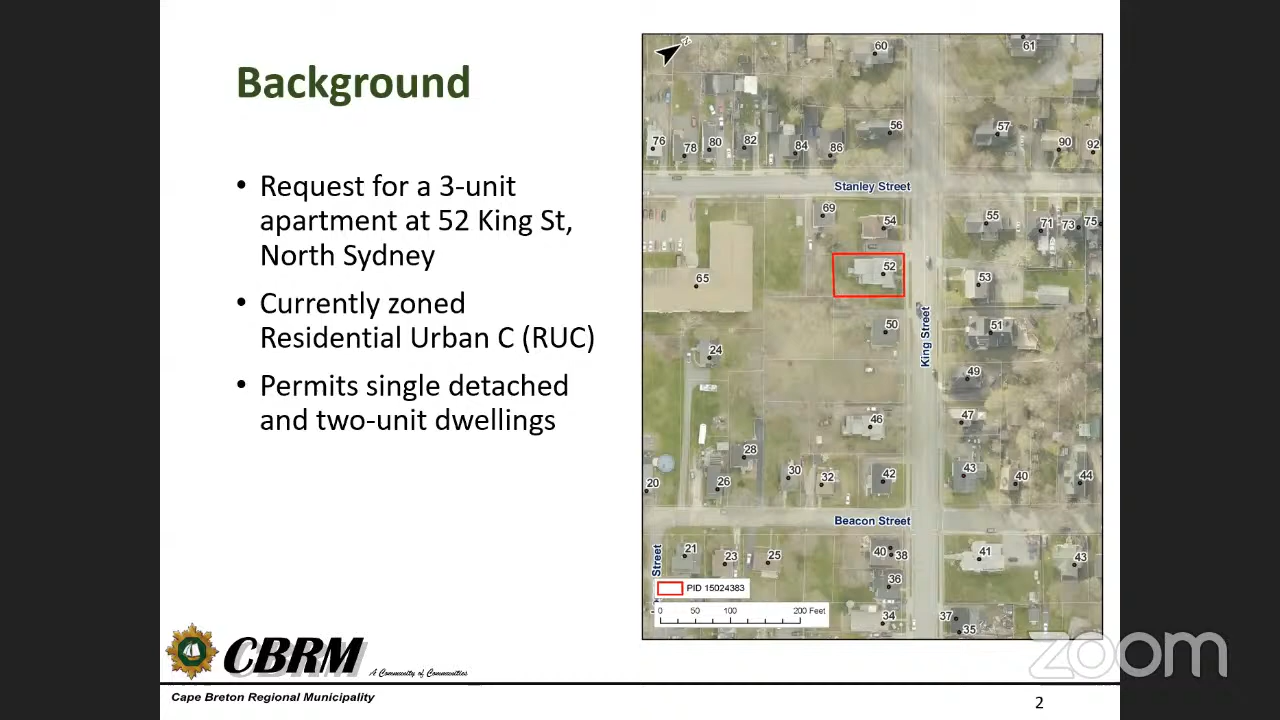 Background
• Request for a 3-unit
apartment at 52 King St,
North Sydney
• Currently zoned
Residential Urban C (RUC)
• Permits single detached
and two-unit dwellings
60
61
56
57
76
78
80
82
84
86
90
92
Stanley Street
69
54
55
71
73
75
52
65
53
50
51
King Street
24
49
46
47
28
30
32
42
43
40
44
20
26
Beacon Street
21
23
25
40
38
41
43
36
Street
PID 15024383
0 50 100 200 Feet
34
37
35
CBRM
A Community of Communities
Cape Breton Regional Municipality
zoom
2